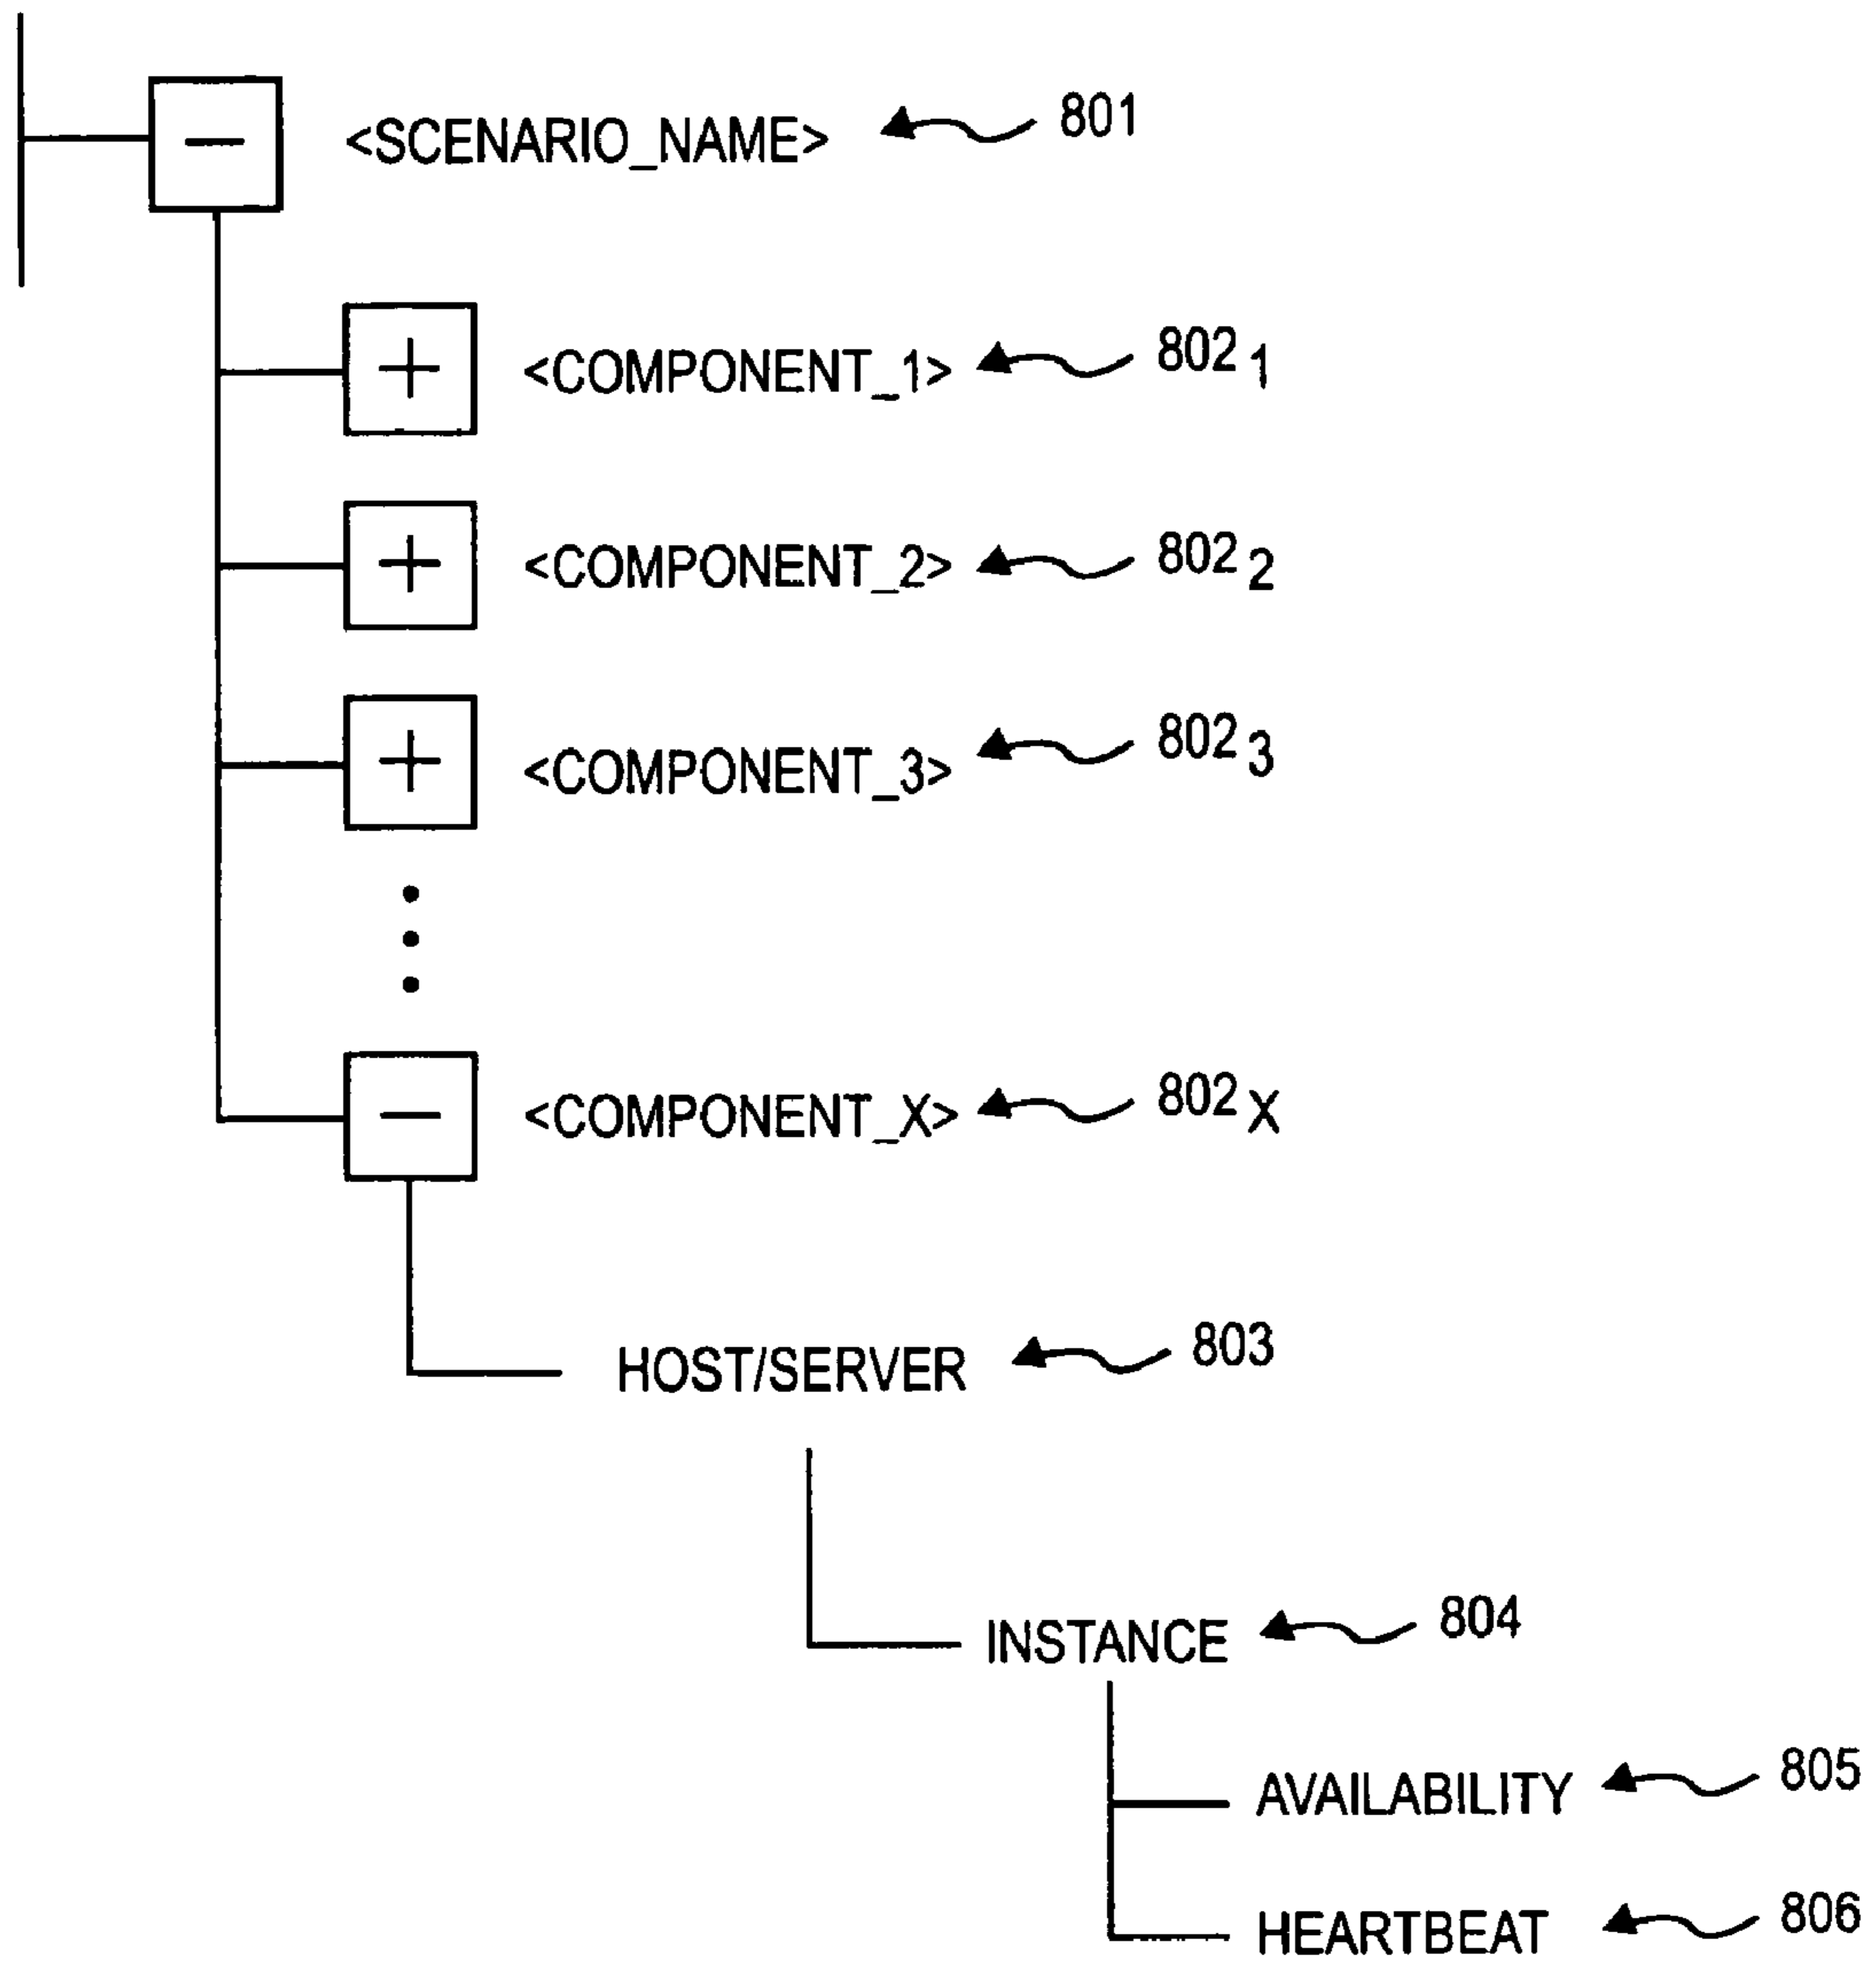 <SCENARIO_NAME> 801
<COMPONENT_1> 802 1
<COMPONENT_2> 802 2
<COMPONENT_3> 802 3
<COMPONENT_X> 802 X
HOST/SERVER 803
INSTANCE 804
AVAILABILITY 805
HEARTBEAT 806